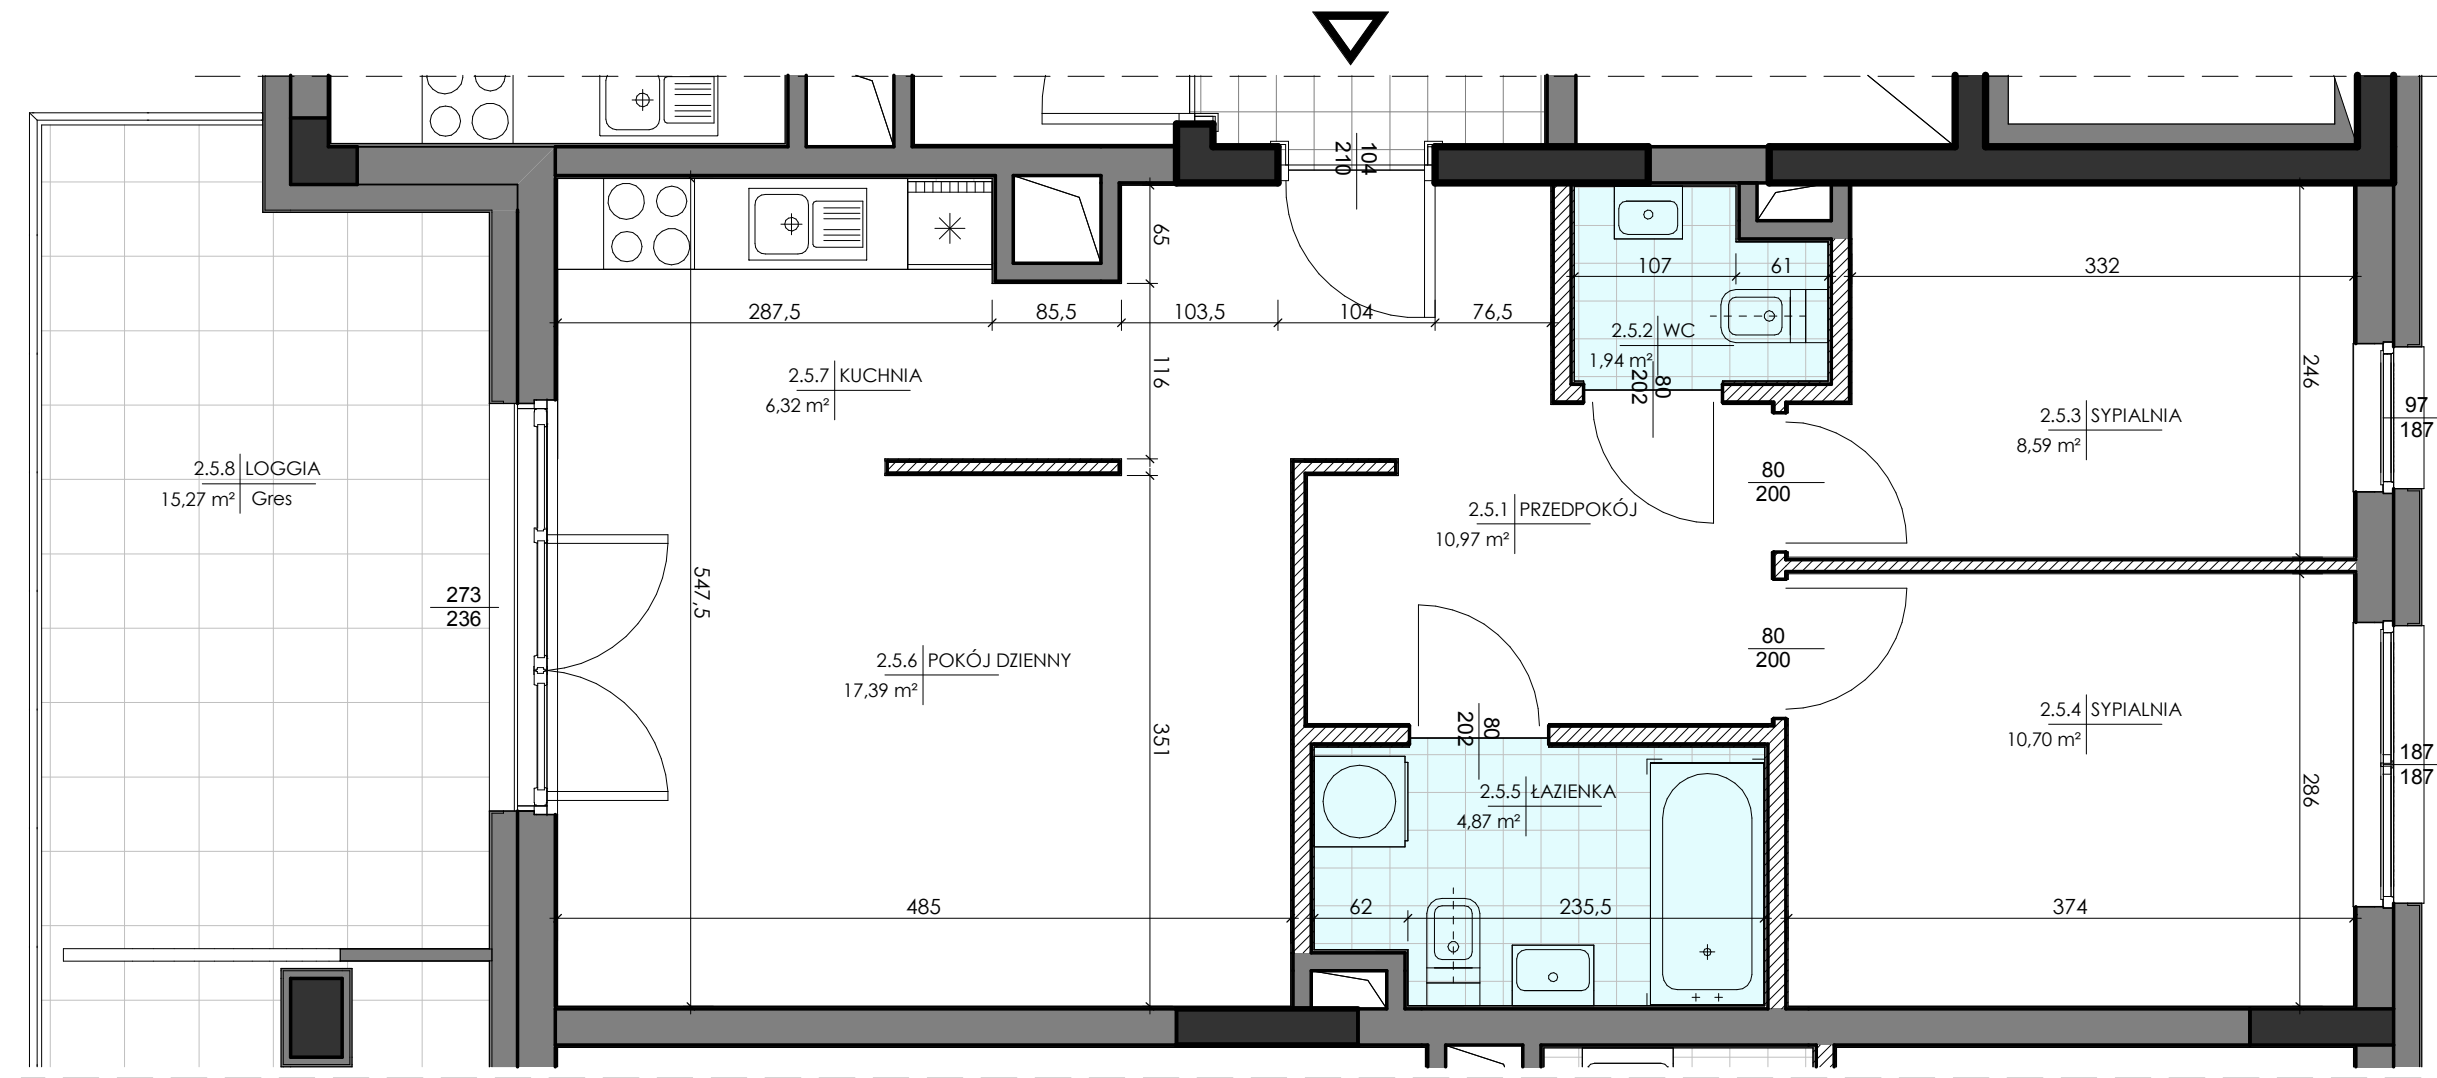 104
210
65
107
61
332
287,5
85,5
103,5
104
76,5
2.5.2 WC
1,94 m²
80
202
116
246
2.5.7 KUCHNIA
6,32 m²
97
187
2.5.3 SYPIALNIA
8,59 m²
2.5.8 LOGGIA
15,27 m² Gres
80
200
2.5.1 PRZEDPOKÓJ
10,97 m²
273
236
547,5
80
200
2.5.6 POKÓJ DZIENNY
17,39 m²
2.5.4 SYPIALNIA
10,70 m²
80
202
351
187
187
2.5.5 ŁAZIENKA
4,87 m²
286
485
62
235,5
374